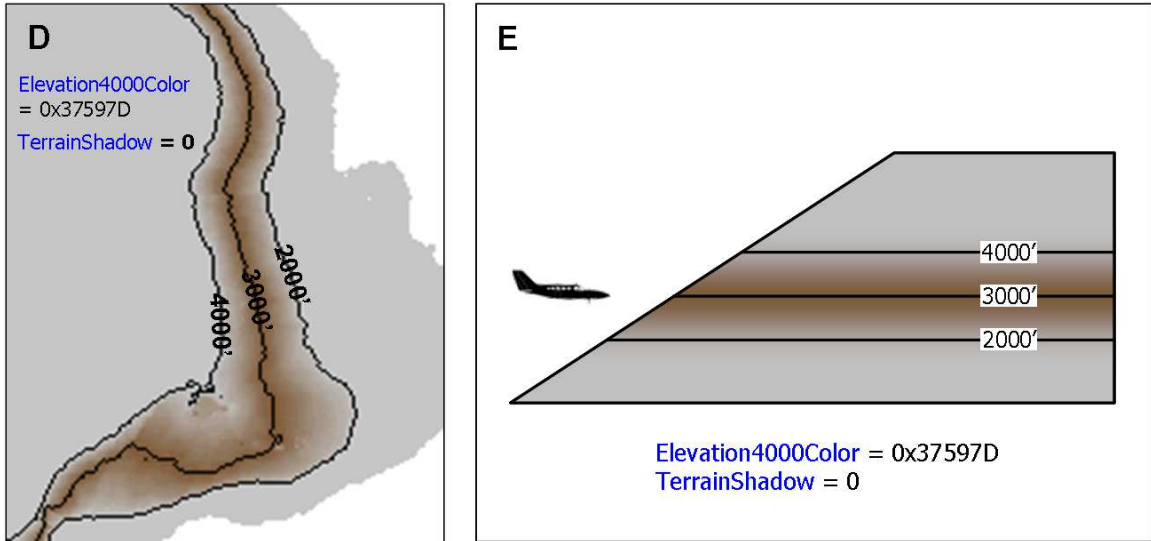 D
Elevation4000Color
= 0x37597D
TerrainShadow = 0
2000’
3000’
4000’
E
4000’
3000’
2000’
Elevation4000Color = 0x37597D
TerrainShadow = 0